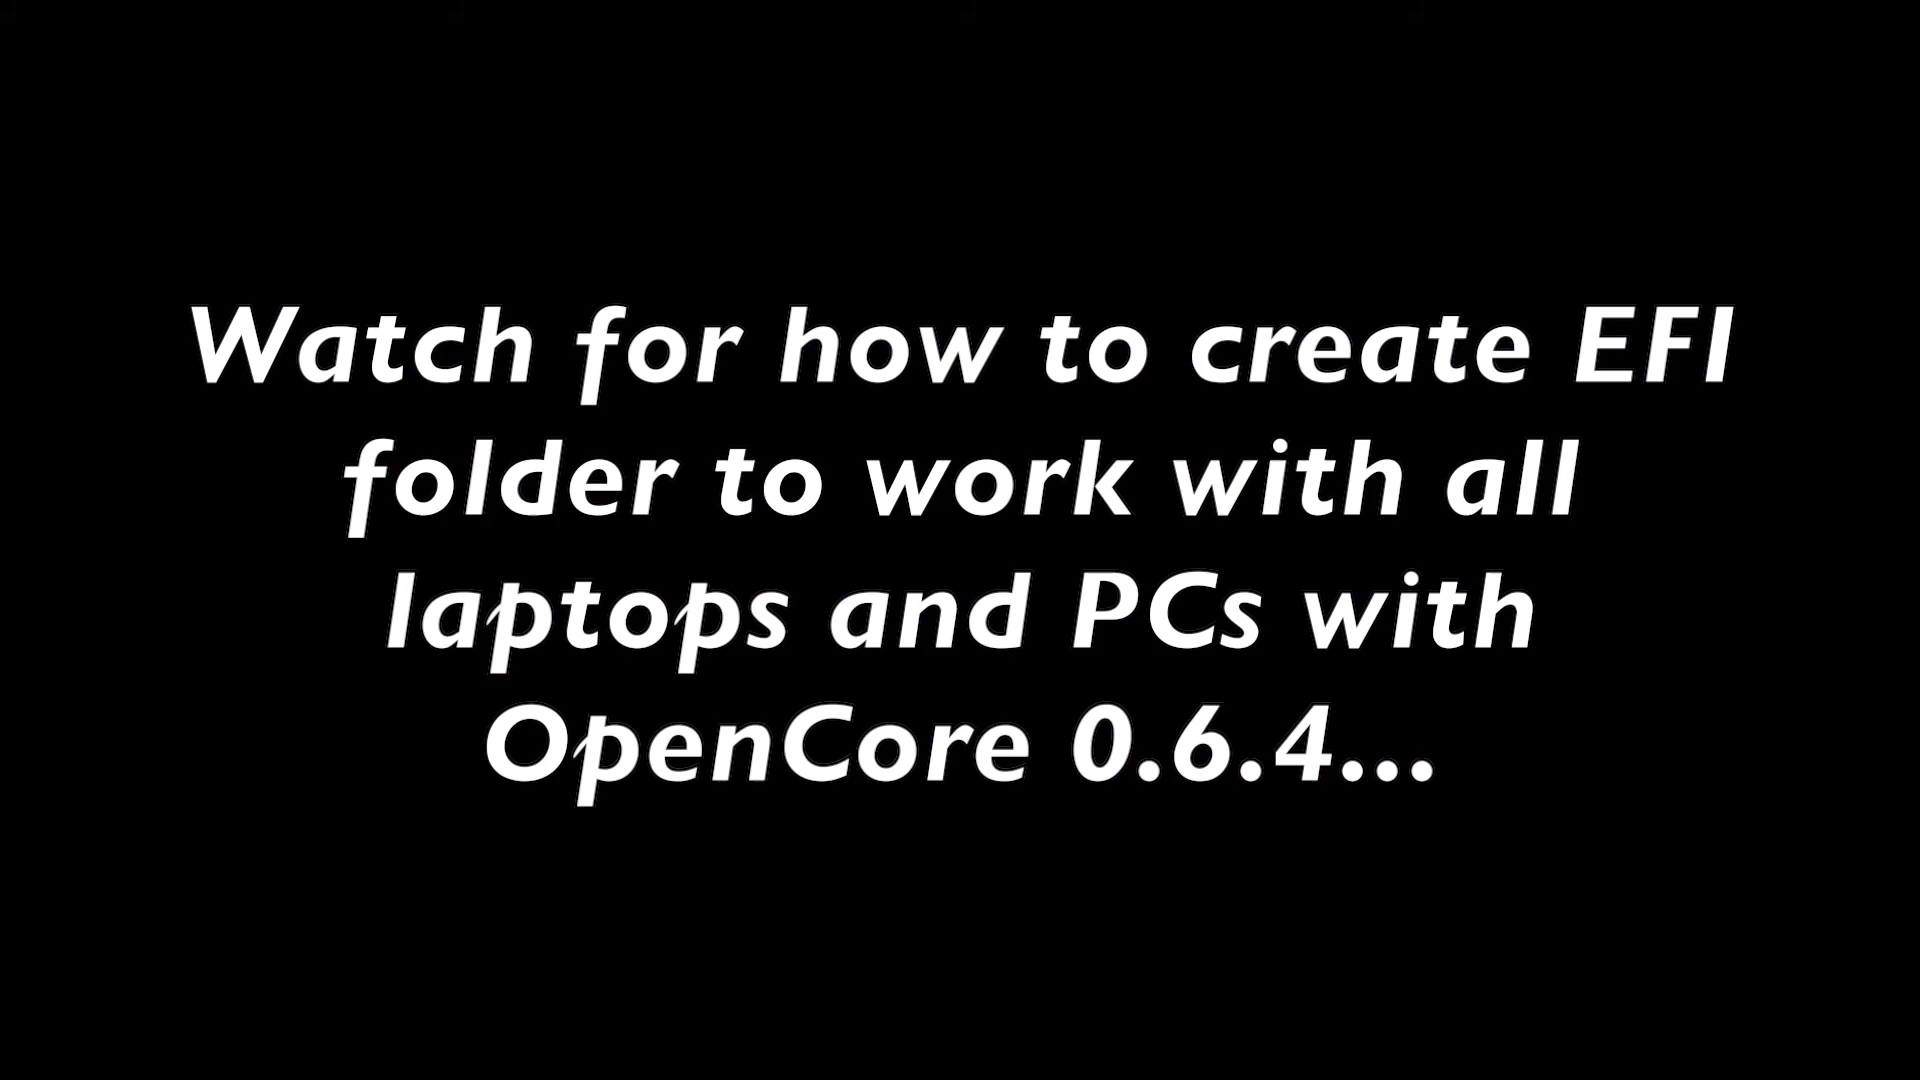 Watch for how to create EFI
folder to work with all
laptops and PCs with
OpenCore 0.6.4...